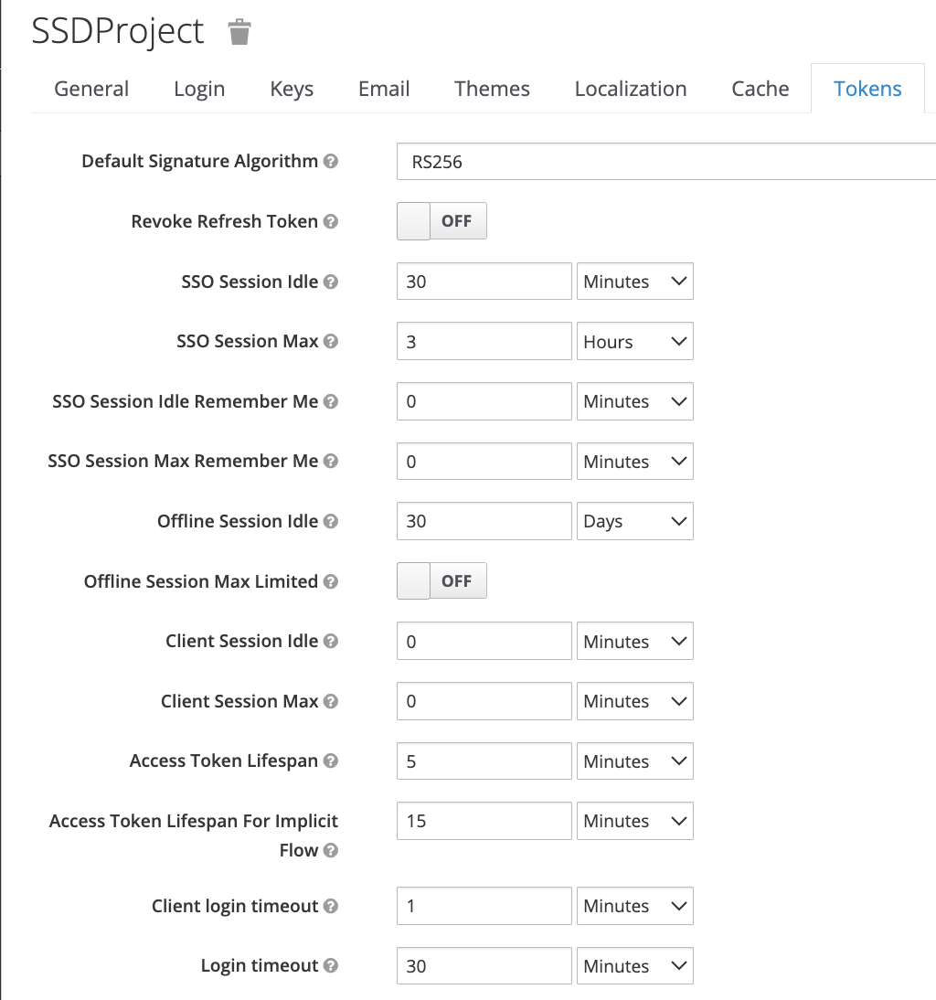 SSDProject
General Login Keys Email Themes Localization Cache Tokens
Default Signature Algorithm RS256
Revoke Refresh Token OFF
SSO Session Idle 30 Minutes
SSO Session Max 3 Hours
SSO Session Idle Remember Me 0 Minutes
SSO Session Max Remember Me 0 Minutes
Offline Session Idle 30 Days
Offline Session Max Limited OFF
Client Session Idle 0 Minutes
Client Session Max 0 Minutes
Access Token Lifespan 5 Minutes
Access Token Lifespan For Implicit 15 Minutes
Flow
Client login timeout 1 Minutes
Login timeout 30 Minutes